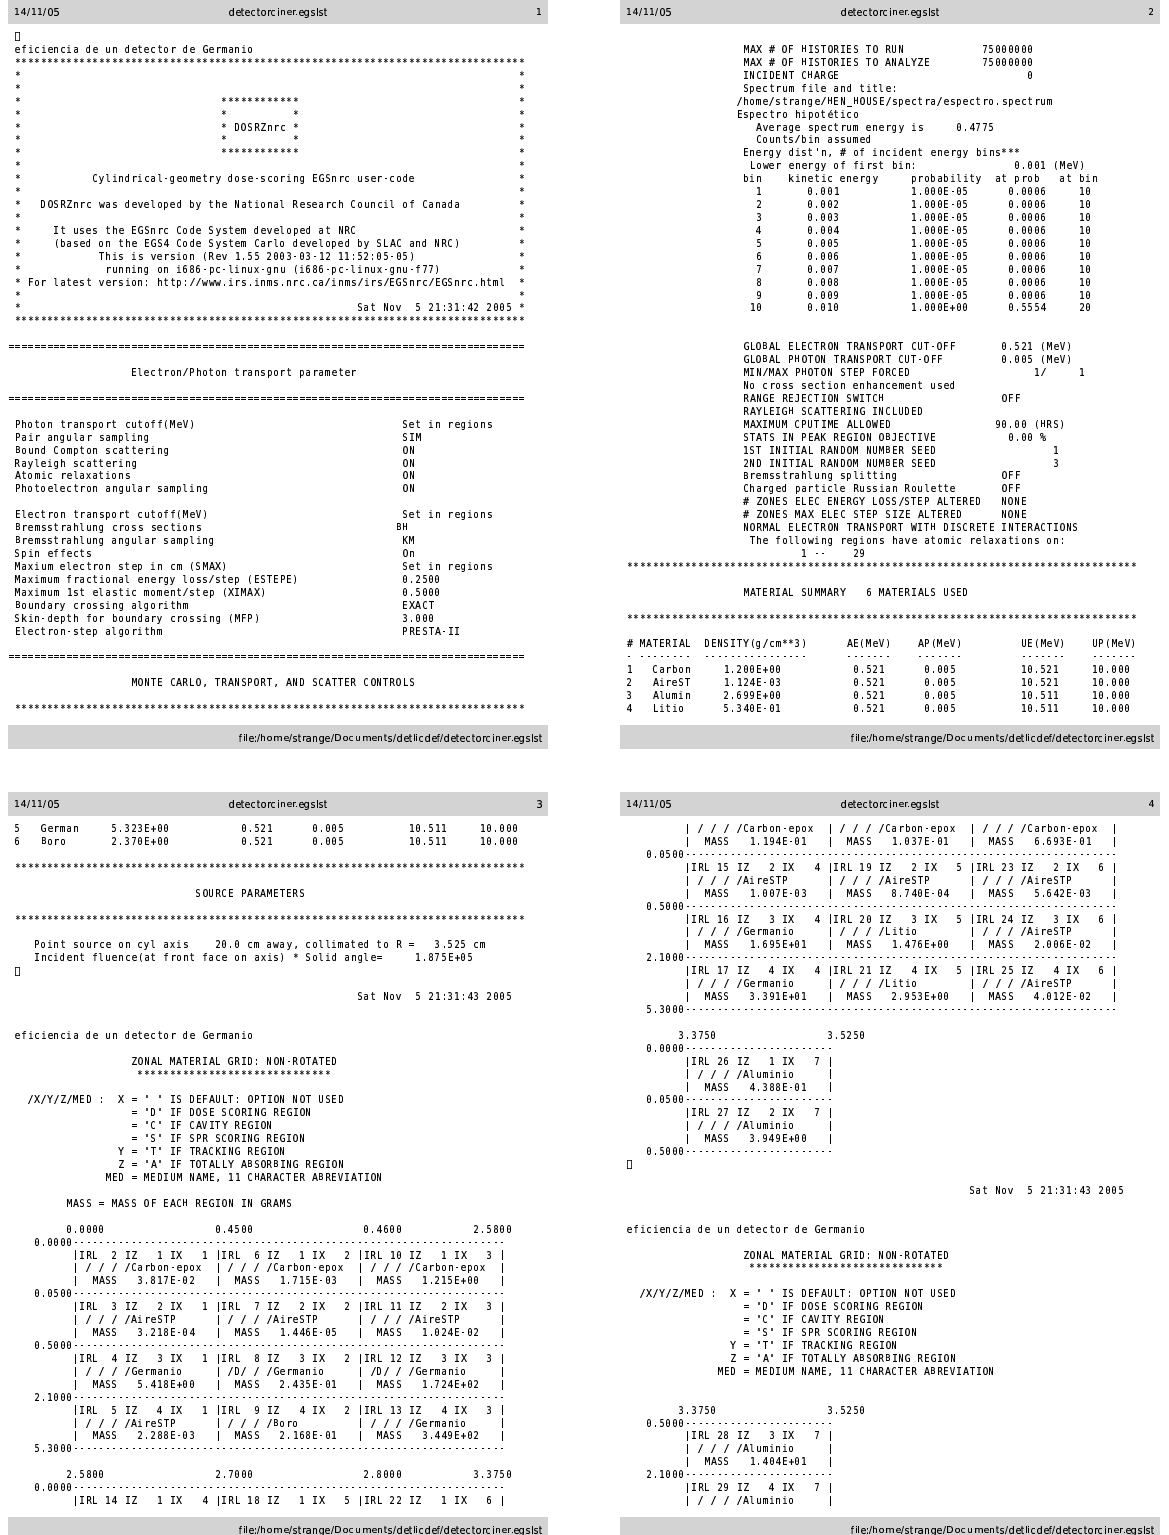 14/11/05 detectorciner.egslst 1
eficiencia de un detector de Germanio
*******************************************************************************
* *
* *
* ************ *
* * * *
* * DOSRZnrc * *
* * * *
* ************ *
* *
* Cylindrical-geometry dose-scoring EGSnrc user-code *
* *
* DOSRZnrc was developed by the National Research Council of Canada *
* *
* It uses the EGSnrc Code System developed at NRC *
* (based on the EGS4 Code System Carlo developed by SLAC and NRC) *
* This is version (Rev 1.55 2003-03-12 11:52:05-05) *
* running on i686-pc-linux-gnu (i686-pc-linux-gnu-f77) *
* For latest version: http://www.irs.inms.nrc.ca/inms/irs/EGSnrc/EGSnrc.html *
* *
* Sat Nov 5 21:31:42 2005 *
*******************************************************************************
================================================================================
Electron/Photon transport parameter
================================================================================
Photon transport cutoff(MeV) Set in regions
Pair angular sampling SIM
Bound Compton scattering ON
Rayleigh scattering ON
Atomic relaxations ON
Photoelectron angular sampling ON
Electron transport cutoff(MeV) Set in regions
Bremsstrahlung cross sections BH
Bremsstrahlung angular sampling KM
Spin effects On
Maxium electron step in cm (SMAX) Set in regions
Maximum fractional energy loss/step (ESTEPE) 0.2500
Maximum 1st elastic moment/step (XIMAX) 0.5000
Boundary crossing algorithm EXACT
Skin-depth for boundary crossing (MFP) 3.000
Electron-step algorithm PRESTA-II
================================================================================
MONTE CARLO, TRANSPORT, AND SCATTER CONTROLS
*******************************************************************************
file:/home/strange/Documents/detlicdef/detectorciner.egslst
14/11/05 detectorciner.egslst 2
MAX # OF HISTORIES TO RUN 75000000
MAX # OF HISTORIES TO ANALYZE 75000000
INCIDENT CHARGE 0
Spectrum file and title:
/home/strange/HEN_HOUSE/spectra/espectro.spectrum
Espectro hipotético
Average spectrum energy is 0.4775
Counts/bin assumed
Energy dist'n, # of incident energy bins***
Lower energy of first bin: 0.001 (MeV)
bin kinetic energy probability at prob at bin
1 0.001 1.000E-05 0.0006 10
2 0.002 1.000E-05 0.0006 10
3 0.003 1.000E-05 0.0006 10
4 0.004 1.000E-05 0.0006 10
5 0.005 1.000E-05 0.0006 10
6 0.006 1.000E-05 0.0006 10
7 0.007 1.000E-05 0.0006 10
8 0.008 1.000E-05 0.0006 10
9 0.009 1.000E-05 0.0006 10
10 0.010 1.000E+00 0.5554 20
GLOBAL ELECTRON TRANSPORT CUT-OFF 0.521 (MeV)
GLOBAL PHOTON TRANSPORT CUT-OFF 0.005 (MeV)
MIN/MAX PHOTON STEP FORCED 1/ 1
No cross section enhancement used
RANGE REJECTION SWITCH OFF
RAYLEIGH SCATTERING INCLUDED
MAXIMUM CPUTIME ALLOWED 90.00 (HRS)
STATS IN PEAK REGION OBJECTIVE 0.00 %
1ST INITIAL RANDOM NUMBER SEED 1
2ND INITIAL RANDOM NUMBER SEED 3
Bremsstrahlung splitting OFF
Charged particle Russian Roulette OFF
# ZONES ELEC ENERGY LOSS/STEP ALTERED NONE
# ZONES MAX ELEC STEP SIZE ALTERED NONE
NORMAL ELECTRON TRANSPORT WITH DISCRETE INTERACTIONS
The following regions have atomic relaxations on:
1 -- 29
*******************************************************************************
MATERIAL SUMMARY 6 MATERIALS USED
*******************************************************************************
# MATERIAL DENSITY(g/cm**3) AE(MeV) AP(MeV) UE(MeV) UP(MeV)
- -------- ---------------- ------- ------- ------- -------
1 Carbon 1.200E+00 0.521 0.005 10.521 10.000
2 AireST 1.124E-03 0.521 0.005 10.521 10.000
3 Alumin 2.699E+00 0.521 0.005 10.511 10.000
4 Litio 5.340E-01 0.521 0.005 10.511 10.000
file:/home/strange/Documents/detlicdef/detectorciner.egslst
14/11/05 detectorciner.egslst 3
5 German 5.323E+00 0.521 0.005 10.511 10.000
6 Boro 2.370E+00 0.521 0.005 10.511 10.000
*******************************************************************************
SOURCE PARAMETERS
*******************************************************************************
Point source on cyl axis 20.0 cm away, collimated to R = 3.525 cm
Incident fluence(at front face on axis) * Solid angle= 1.875E+05
Sat Nov 5 21:31:43 2005
eficiencia de un detector de Germanio
ZONAL MATERIAL GRID: NON-ROTATED
******************************
/X/Y/Z/MED : X = ' ' IS DEFAULT: OPTION NOT USED
= 'D' IF DOSE SCORING REGION
= 'C' IF CAVITY REGION
= 'S' IF SPR SCORING REGION
Y = 'T' IF TRACKING REGION
Z = 'A' IF TOTALLY ABSORBING REGION
MED = MEDIUM NAME, 11 CHARACTER ABREVIATION
MASS = MASS OF EACH REGION IN GRAMS
0.0000 0.4500 0.4600 2.5800
0.0000-------------------------------------------------------------------
|IRL 2 IZ 1 IX 1 |IRL 6 IZ 1 IX 2 |IRL 10 IZ 1 IX 3 |
| / / / /Carbon-epox | / / / /Carbon-epox | / / / /Carbon-epox |
| MASS 3.817E-02 | MASS 1.715E-03 | MASS 1.215E+00 |
0.0500-------------------------------------------------------------------
|IRL 3 IZ 2 IX 1 |IRL 7 IZ 2 IX 2 |IRL 11 IZ 2 IX 3 |
| / / / /AireSTP | / / / /AireSTP | / / / /AireSTP |
| MASS 3.218E-04 | MASS 1.446E-05 | MASS 1.024E-02 |
0.5000-------------------------------------------------------------------
|IRL 4 IZ 3 IX 1 |IRL 8 IZ 3 IX 2 |IRL 12 IZ 3 IX 3 |
| / / / /Germanio | /D/ / /Germanio | /D/ / /Germanio |
| MASS 5.418E+00 | MASS 2.435E-01 | MASS 1.724E+02 |
2.1000-------------------------------------------------------------------
|IRL 5 IZ 4 IX 1 |IRL 9 IZ 4 IX 2 |IRL 13 IZ 4 IX 3 |
| / / / /AireSTP | / / / /Boro | / / / /Germanio |
| MASS 2.288E-03 | MASS 2.168E-01 | MASS 3.449E+02 |
5.3000-------------------------------------------------------------------
2.5800 2.7000 2.8000 3.3750
0.0000-------------------------------------------------------------------
|IRL 14 IZ 1 IX 4 |IRL 18 IZ 1 IX 5 |IRL 22 IZ 1 IX 6 |
file:/home/strange/Documents/detlicdef/detectorciner.egslst
14/11/05 detectorciner.egslst 4
| / / / /Carbon-epox | / / / /Carbon-epox | / / / /Carbon-epox |
| MASS 1.194E-01 | MASS 1.037E-01 | MASS 6.693E-01 |
0.0500-------------------------------------------------------------------
|IRL 15 IZ 2 IX 4 |IRL 19 IZ 2 IX 5 |IRL 23 IZ 2 IX 6 |
| / / / /AireSTP | / / / /AireSTP | / / / /AireSTP |
| MASS 1.007E-03 | MASS 8.740E-04 | MASS 5.642E-03 |
0.5000-------------------------------------------------------------------
|IRL 16 IZ 3 IX 4 |IRL 20 IZ 3 IX 5 |IRL 24 IZ 3 IX 6 |
| / / / /Germanio | / / / /Litio | / / / /AireSTP |
| MASS 1.695E+01 | MASS 1.476E+00 | MASS 2.006E-02 |
2.1000-------------------------------------------------------------------
|IRL 17 IZ 4 IX 4 |IRL 21 IZ 4 IX 5 |IRL 25 IZ 4 IX 6 |
| / / / /Germanio | / / / /Litio | / / / /AireSTP |
| MASS 3.391E+01 | MASS 2.953E+00 | MASS 4.012E-02 |
5.3000-------------------------------------------------------------------
3.3750 3.5250
0.0000-----------------------
|IRL 26 IZ 1 IX 7 |
| / / / /Aluminio |
| MASS 4.388E-01 |
0.0500-----------------------
|IRL 27 IZ 2 IX 7 |
| / / / /Aluminio |
| MASS 3.949E+00 |
0.5000-----------------------
Sat Nov 5 21:31:43 2005
eficiencia de un detector de Germanio
ZONAL MATERIAL GRID: NON-ROTATED
******************************
/X/Y/Z/MED : X = ' ' IS DEFAULT: OPTION NOT USED
= 'D' IF DOSE SCORING REGION
= 'C' IF CAVITY REGION
= 'S' IF SPR SCORING REGION
Y = 'T' IF TRACKING REGION
Z = 'A' IF TOTALLY ABSORBING REGION
MED = MEDIUM NAME, 11 CHARACTER ABREVIATION
3.3750 3.5250
0.5000-----------------------
|IRL 28 IZ 3 IX 7 |
| / / / /Aluminio |
| MASS 1.404E+01 |
2.1000-----------------------
|IRL 29 IZ 4 IX 7 |
| / / / /Aluminio |
file:/home/strange/Documents/detlicdef/detectorciner.egslst